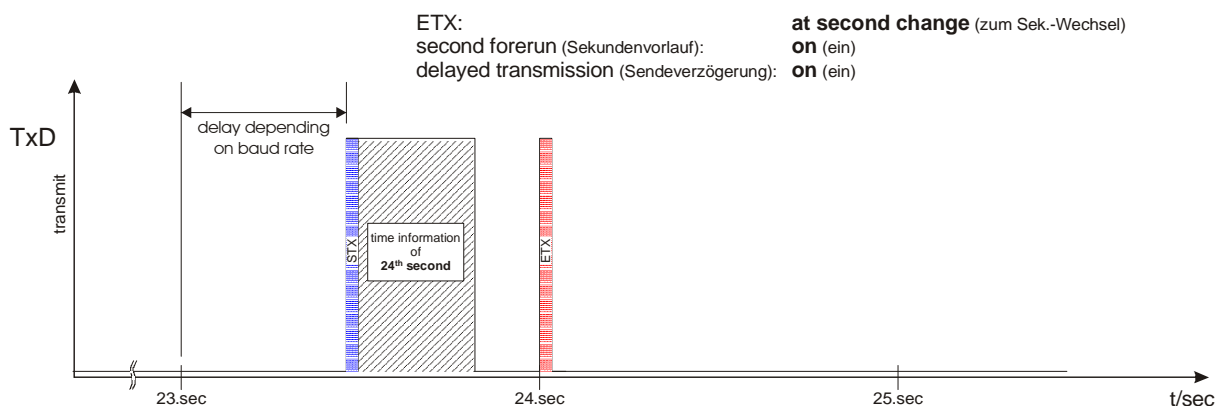 ETX: at second change (zum Sek.-Wechsel)
second forerun (Sekundenvorlauf): on (ein)
delayed transmission (Sendeverzögerung): on (ein)
delay depending
on baud rate
TxD
transmit
STX
time information
of
24th second
ETX
23.sec
24.sec
25.sec
t/sec